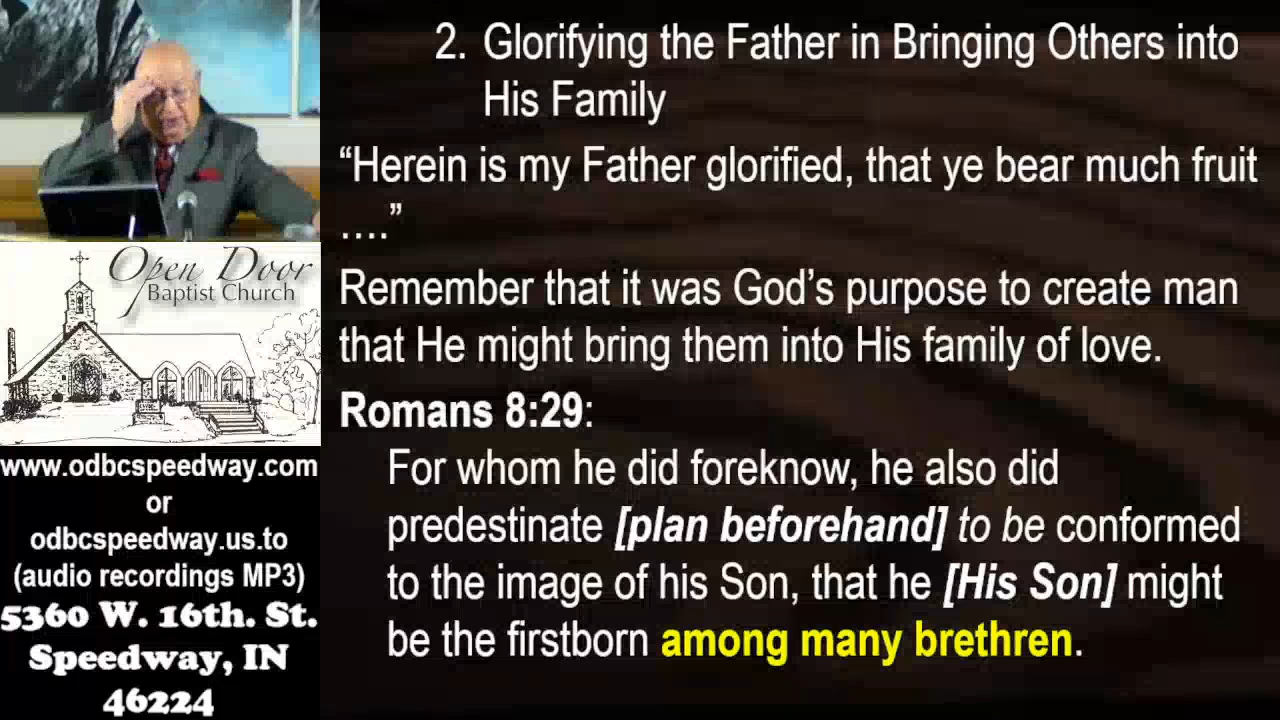 2. Glorifying the Father in Bringing Others into
His Family
“Herein is my Father glorified, that ye bear much fruit
….”
Remember that it was God’s purpose to create man
that He might bring them into His family of love.
Romans 8:29:
For whom he did foreknow, he also did
predestinate [plan beforehand] to be conformed
to the image of his Son, that he [His Son] might
be the firstborn among many brethren.
Open Door
Baptist Church
www.odbcspeedway.com
or
odbcspeedway.us.to
(audio recordings MP3)
5360 W. 16th. St.
Speedway, IN
46224